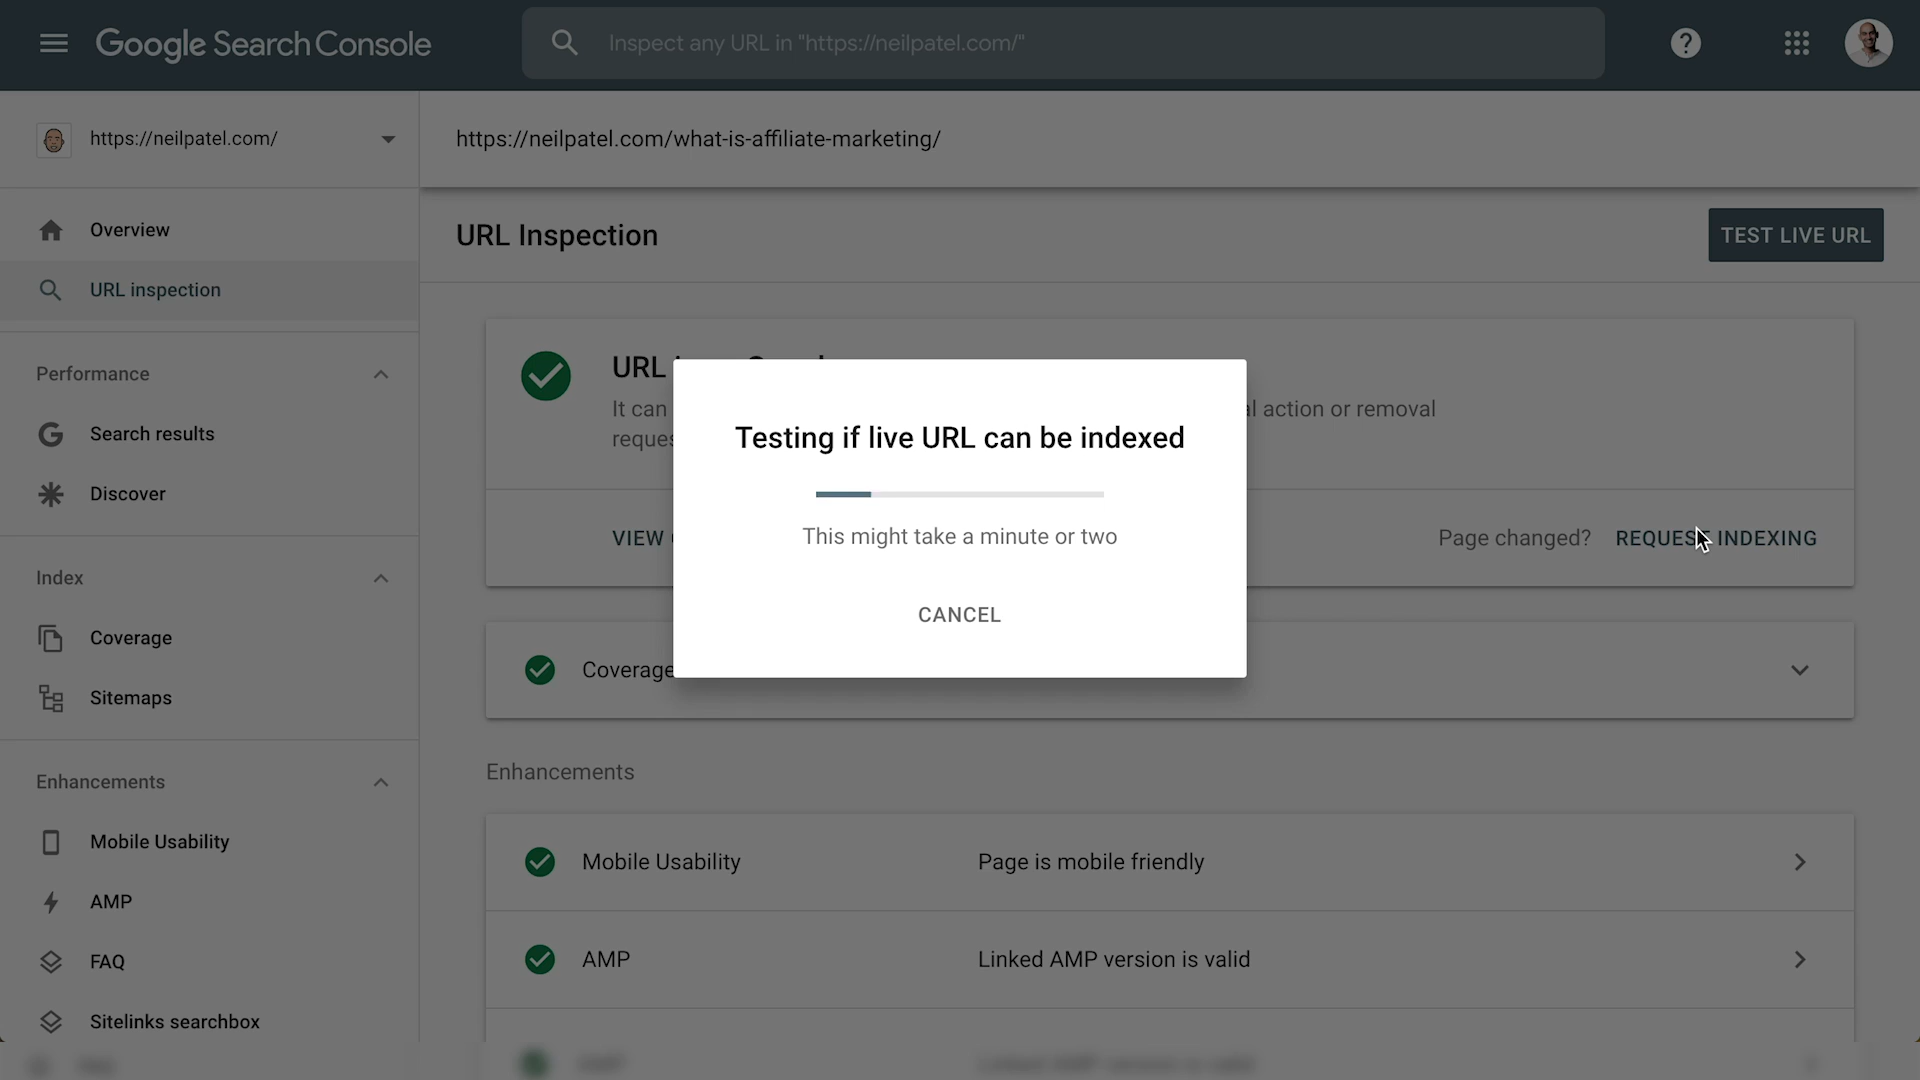 Google Search Console
Inspect any URL in "https://neilpatel.com/"
https://neilpatel.com/
https://neilpatel.com/what-is-affiliate-marketing/
Overview
URL inspection
Performance
Search results
Discover
Index
Coverage
Sitemaps
Enhancements
Mobile Usability
AMP
FAQ
Sitelinks searchbox
URL Inspection
TEST LIVE URL
URL
It can
action or removal
Testing if live URL can be indexed
This might take a minute or two
CANCEL
VIEW
Page changed? REQUEST INDEXING
Coverage
Enhancements
Mobile Usability Page is mobile friendly
AMP Linked AMP version is valid